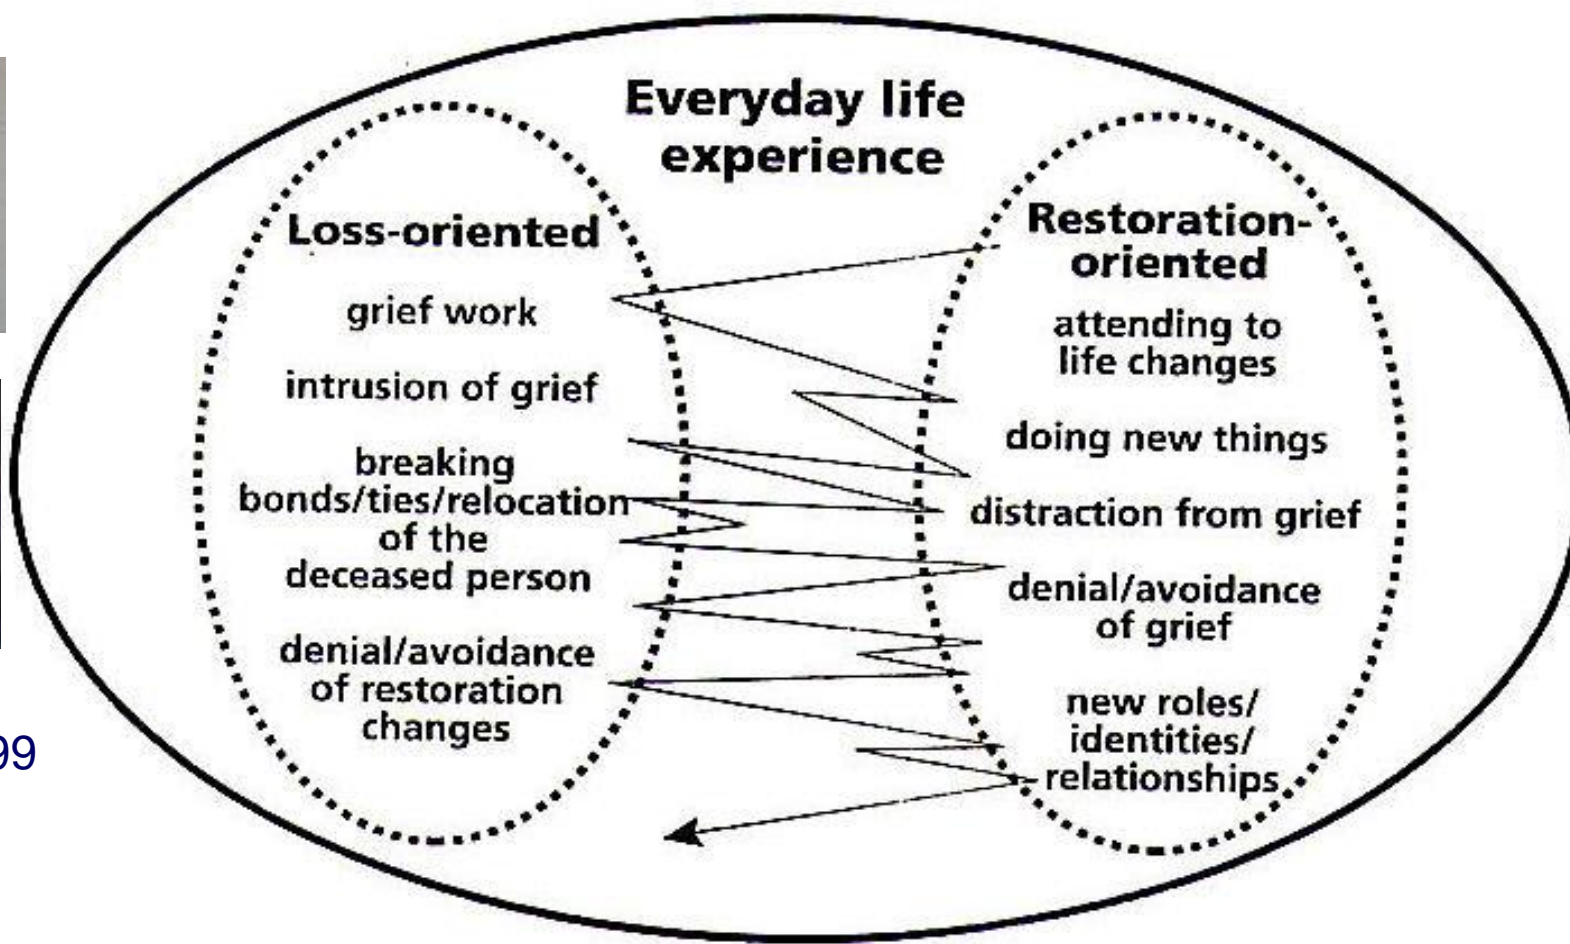 Everyday life
experience
Loss-oriented
grief work
intrusion of grief
breaking
bonds/ties/relocation
of the
deceased person
denial/avoidance
of restoration
changes
Restoration-
oriented
attending to
life changes
doing new things
distraction from grief
denial/avoidance
of grief
new roles/
identities/
relationships
99